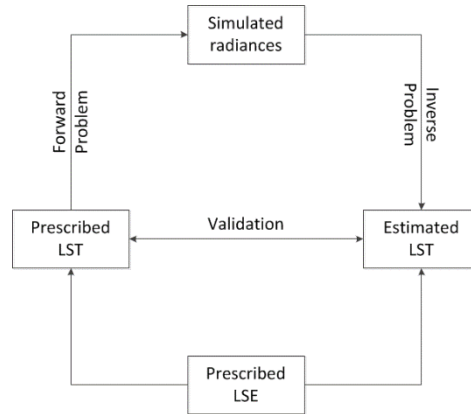 Simulated
radiances
Forward
Problem
Inverse
Problem
Prescribed
LST
Validation
Estimated
LST
Prescribed
LSE